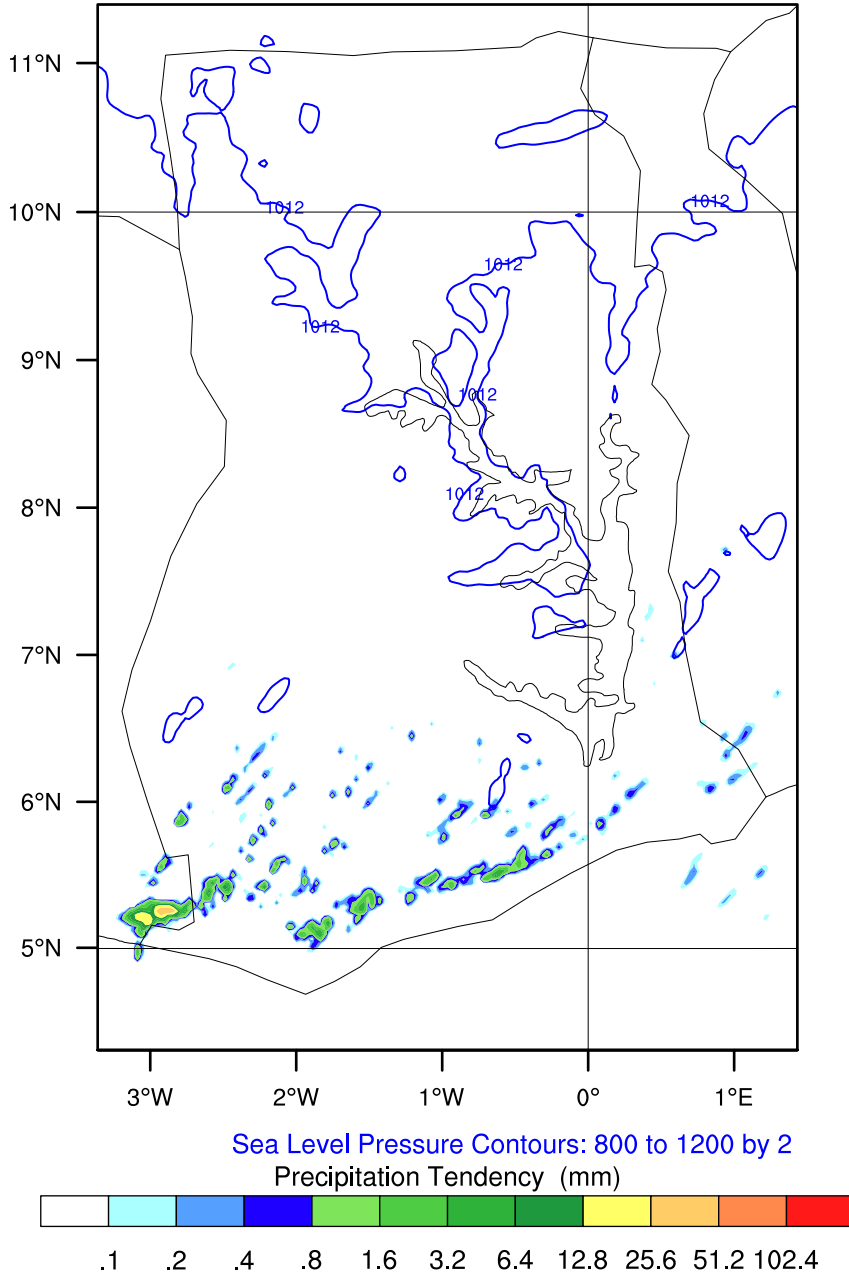 11°N
1012
10°N
1012
1012
1012
9°N
1012
1012
8°N
7°N
6°N
5°N
3°W 2°W 1°W 0° 1°E
Sea Level Pressure Contours: 800 to 1200 by 2
Precipitation Tendency (mm)
.1 .2 .4 .8 1.6 3.2 6.4 12.8 25.6 51.2 102.4